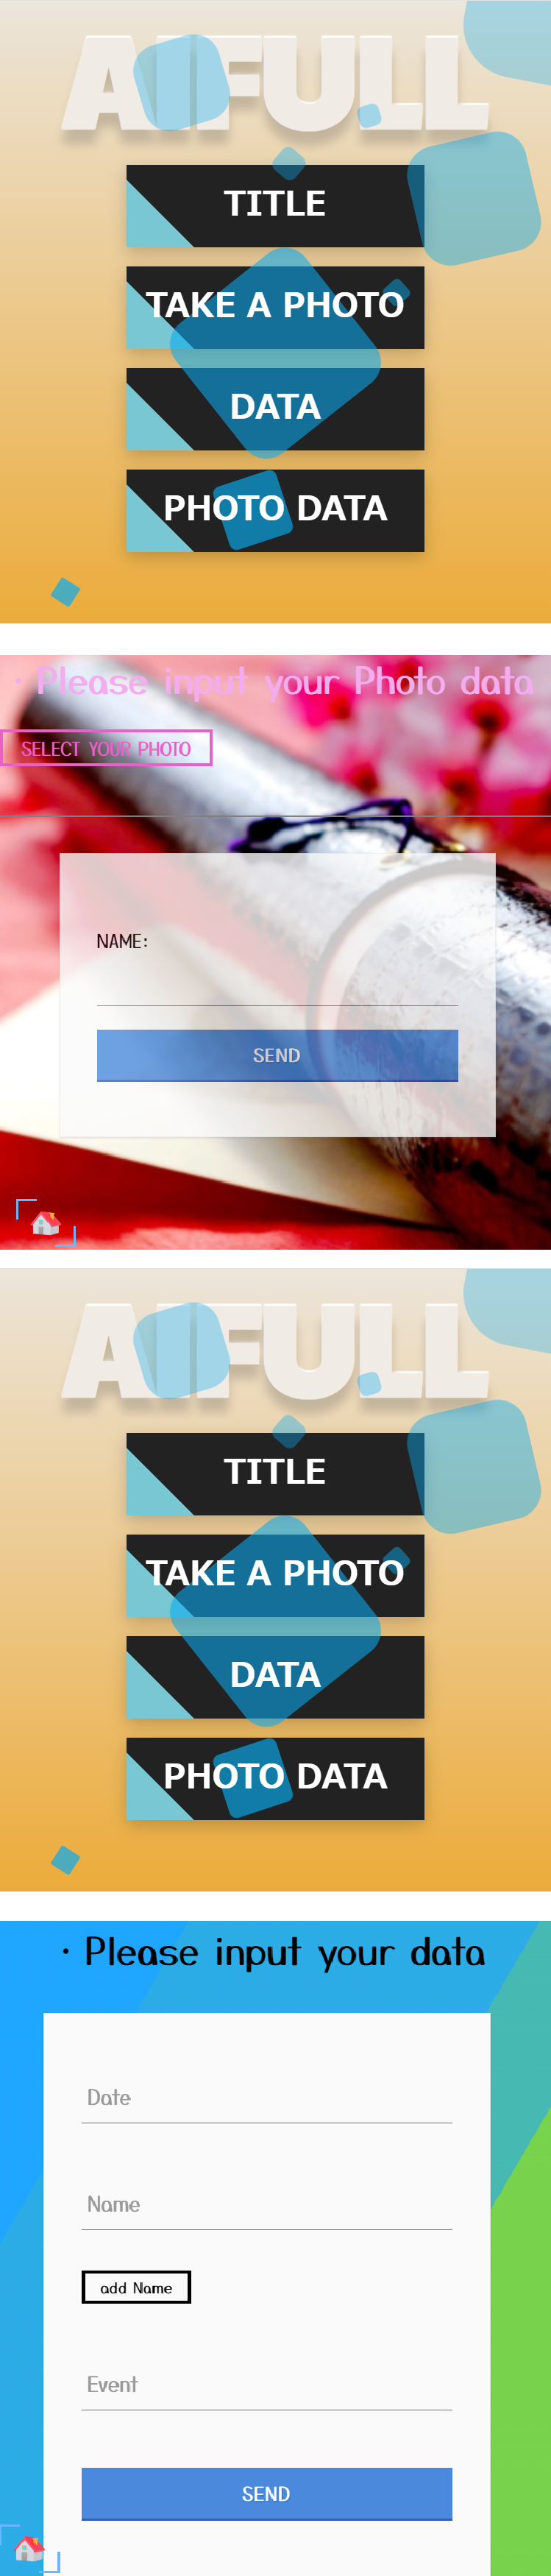 AIFULL
TITLE
TAKE A PHOTO
DATA
PHOTO DATA
・Please input your Photo data
SELECT YOUR PHOTO
NAME:
SEND
AIFULL
TITLE
TAKE A PHOTO
DATA
PHOTO DATA
・Please input your data
Date
Name
add Name
Event
SEND